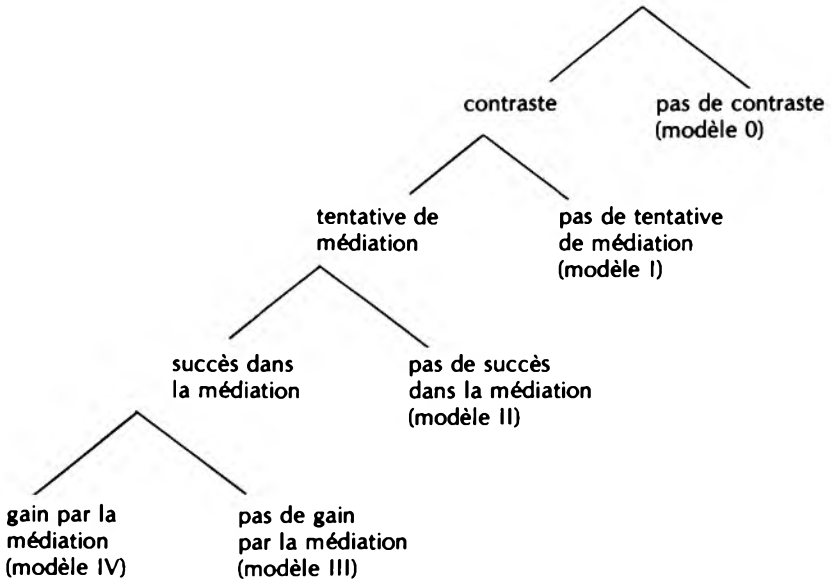 contraste
pas de contraste
(modèle 0)
tentative de
médiation
pas de tentative
de médiation
(modèle I)
succès dans
la médiation
pas de succès
dans la médiation
(modèle II)
gain par la
médiation
(modèle IV)
pas de gain
par la médiation
(modèle III)